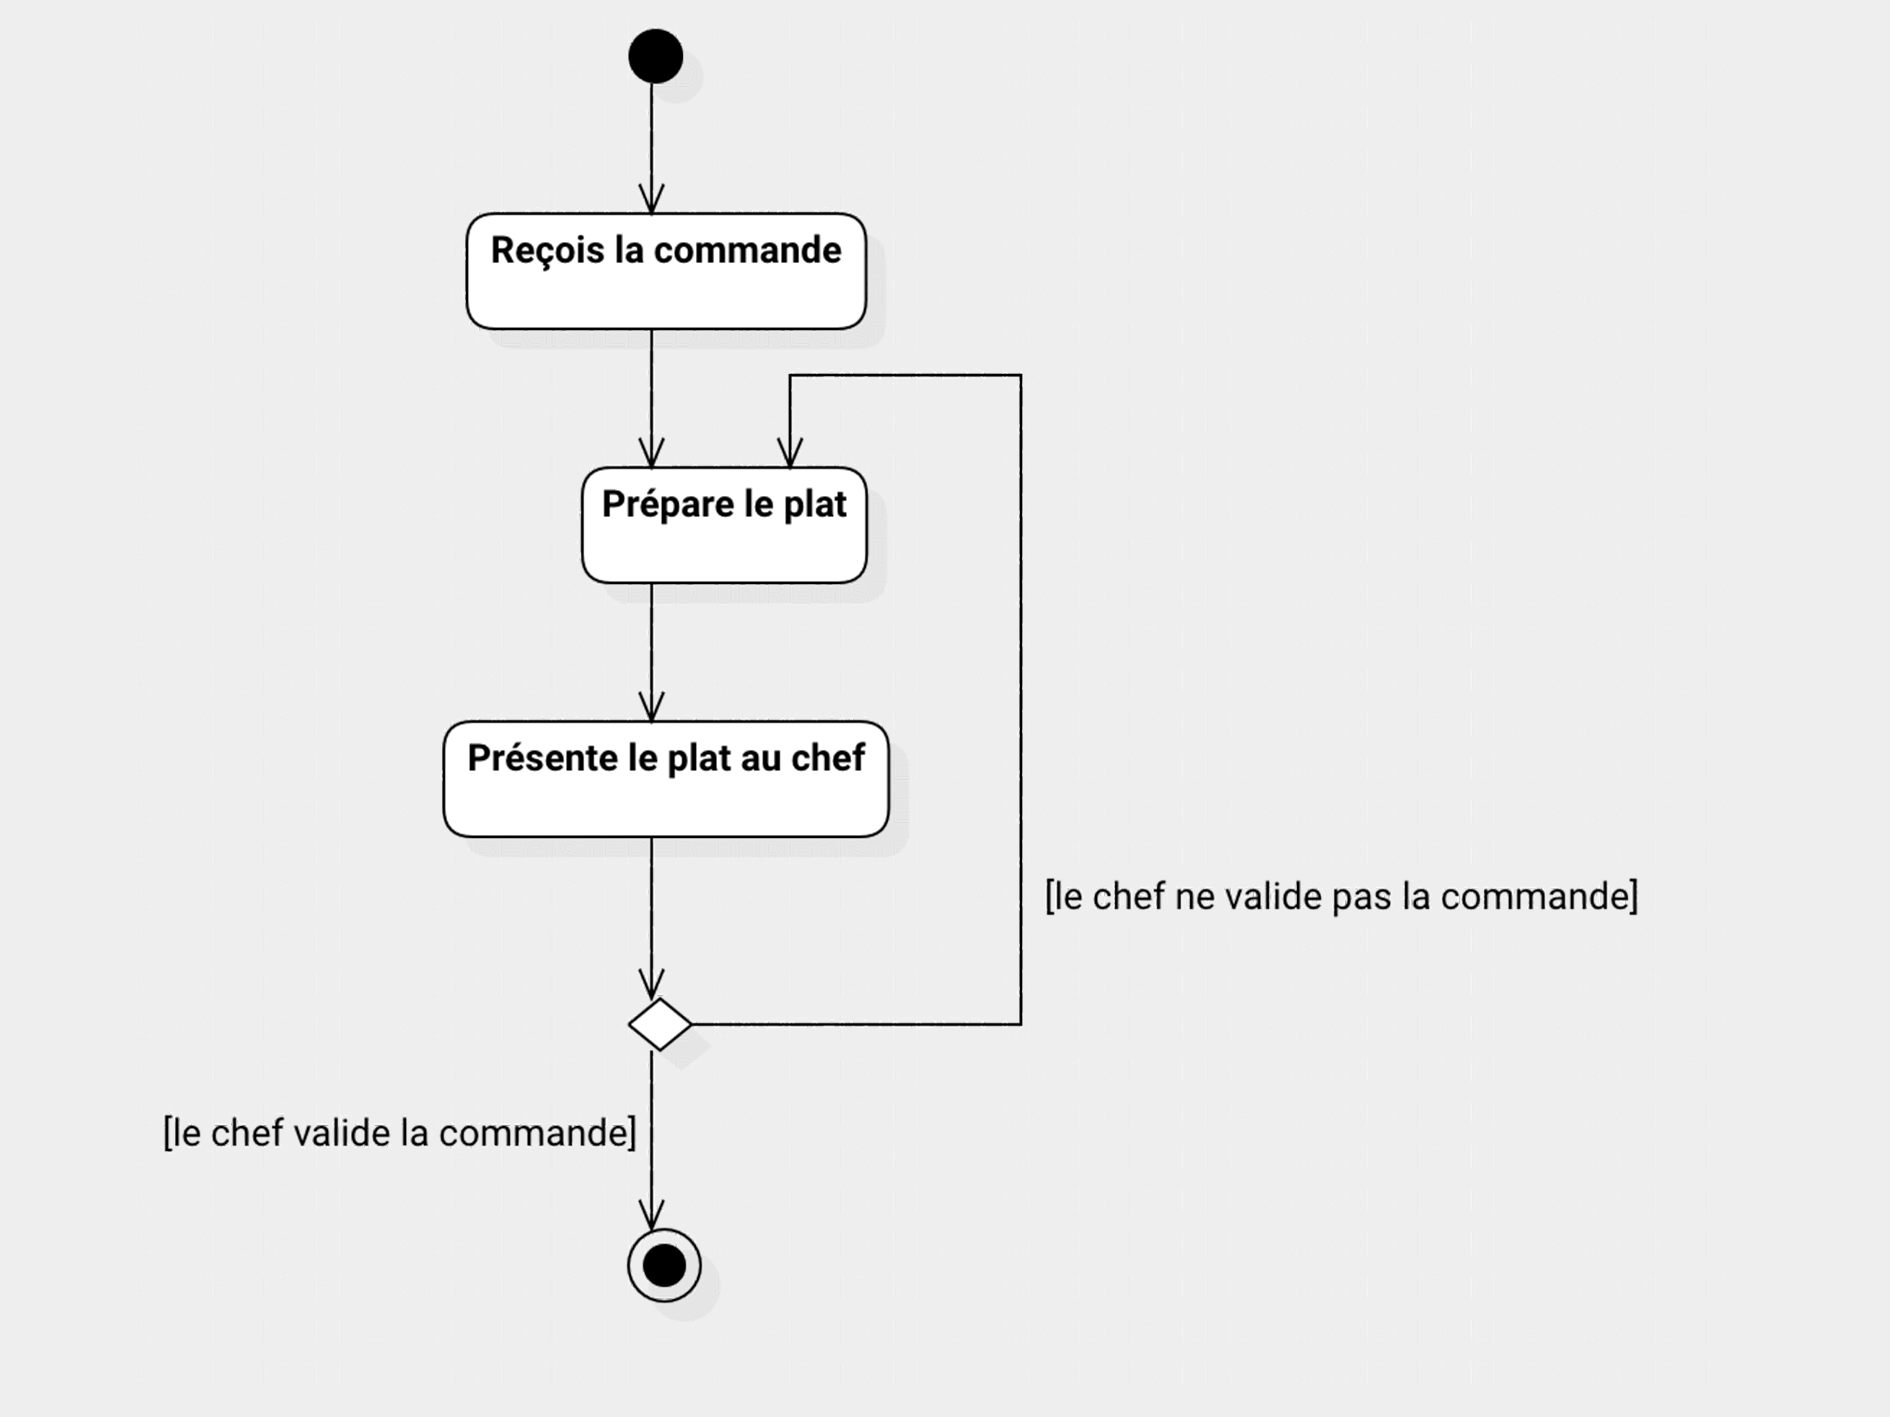 Reçois la commande
Prépare le plat
Présente le plat au chef
[le chef ne valide pas la commande]
[le chef valide la commande]